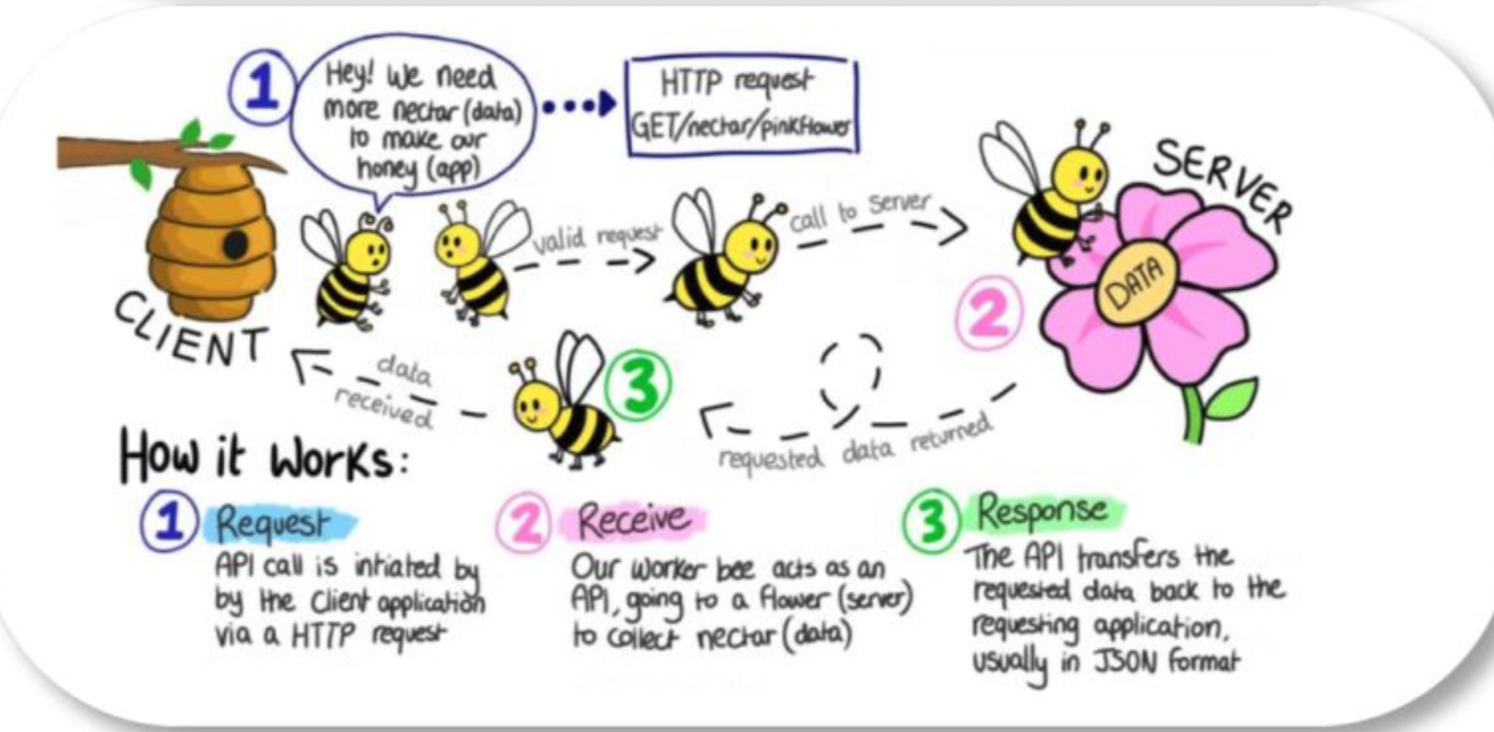 1
Hey! We need
more nectar (data)
to make our
honey (app)
HTTP request
GET/nectar/pinkflower
SERVER
valid request
call to server
DATA
2
CLIENT
data
received
3
requested data returned
How it Works:
1 Request
API call is intiated by
by the Client application
via a HTTP request
2 Receive
Our worker bee acts as an
API, going to a flower (server)
to collect nectar (data)
3 Response
The API transfers the
requested data back to the
requesting application,
usually in JSON format